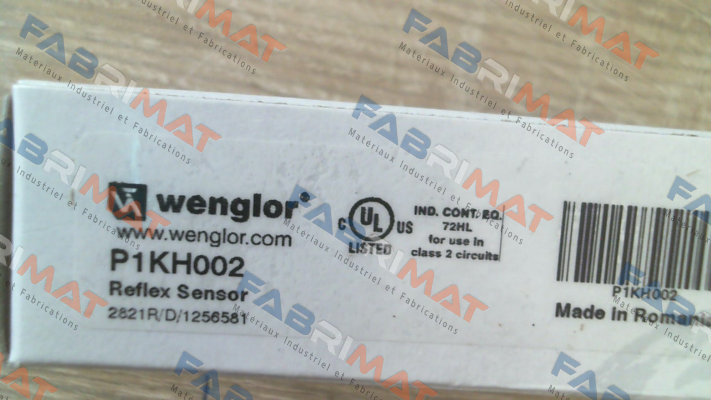 wenglor®
www.wenglor.com
P1KH002
Reflex Sensor
2821R/D/1256581
C UL US
LISTED
IND. CONT. EQ.
72HL
for use in
class 2 circuits
P1KH002
Made in Romania
FABRIMAT
Materiaux Industriel et Fabrications